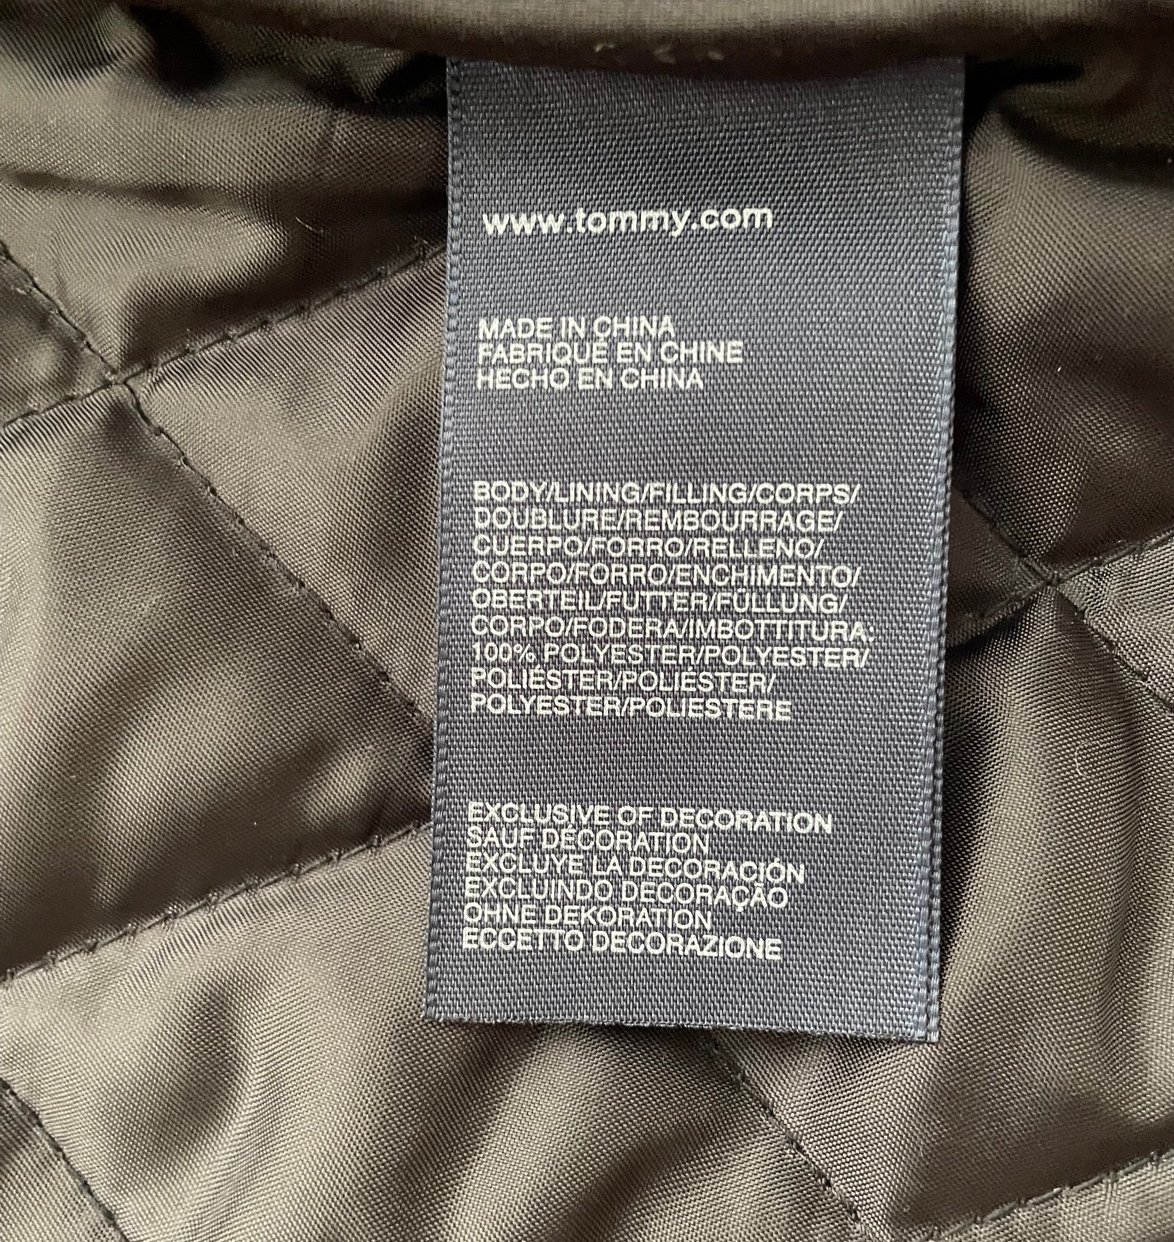 www.tommy.com
MADE IN CHINA
FABRIQUÉ EN CHINE
HECHO EN CHINA
BODY/LINING/FILLING/CORPS/
DOUBLURE/REMBOURRAGE/
CUERPO/FORRO/RELLENO/
CORPO/FORRO/ENCHIMENTO/
OBERTEIL/FUTTER/FÜLLUNG/
CORPO/FODERA/IMBOTTITURA:
100% POLYESTER/POLYESTER/
POLIÉSTER/POLIÉSTER/
POLYESTER/POLIESTERE
EXCLUSIVE OF DECORATION
SAUF DÉCORATION
EXCLUYE LA DECORACIÓN
EXCLUINDO DECORAÇÃO
OHNE DEKORATION
ECCETTO DECORAZIONE